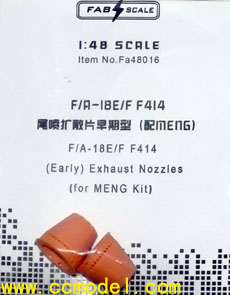 FAB SCALE
1:48 SCALE
Item No.Fa48016
F/A-18E/F F414
尾喷扩散片早期型（配MENG）
F/A-18E/F F414
(Early) Exhaust Nozzles
(for MENG Kit)
www.ccmodel.com